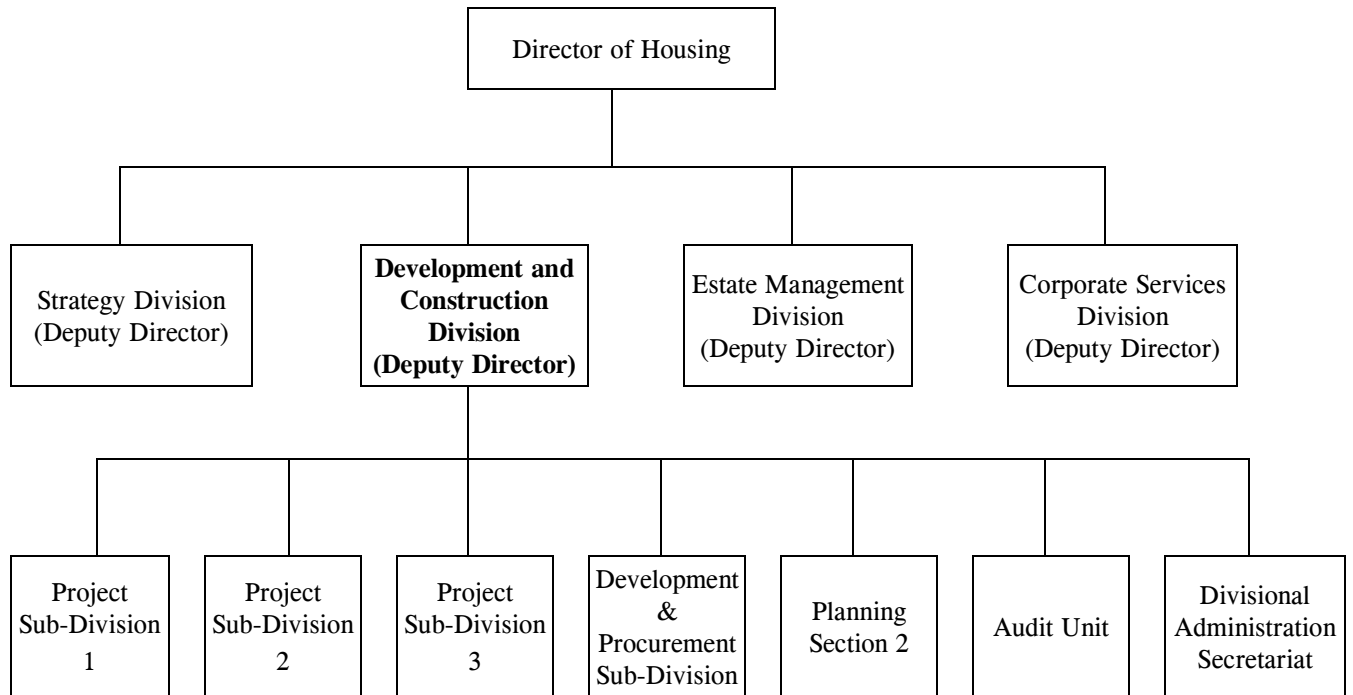 Director of Housing
Strategy Division
(Deputy Director)
Development and
Construction
Division
(Deputy Director)
Estate Management
Division
(Deputy Director)
Corporate Services
Division
(Deputy Director)
Project
Sub-Division
1
Project
Sub-Division
2
Project
Sub-Division
3
Development
&
Procurement
Sub-Division
Planning
Section 2
Audit Unit
Divisional
Administration
Secretariat